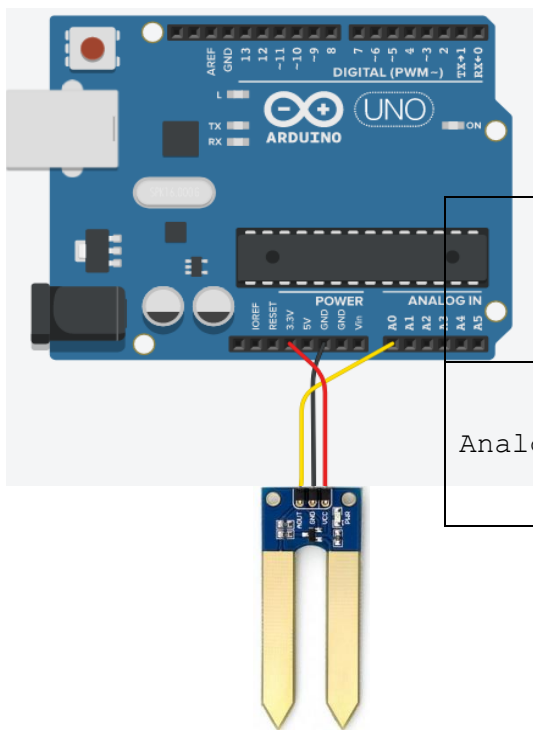 AREF
GND
13
12
~11
~10
~9
8
7
~6
~5
4
~3
2
TX→1
RX←0
DIGITAL (PWM~)
L
TX
RX
ARDUINO
UNO
ON
POWER
ANALOG IN
IOREF
RESET
3.3V
5V
GND
GND
Vin
A0
A1
A2
A3
A4
A5
Analo
AOUT
GND
VCC
PWR